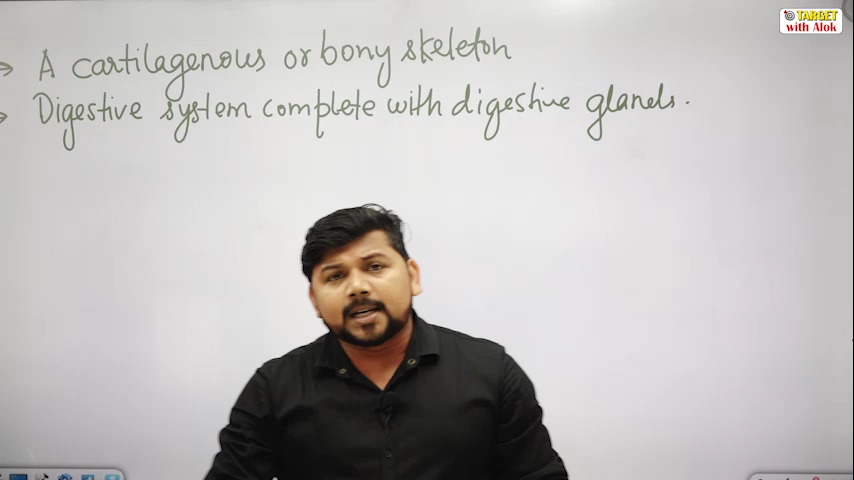 TARGET
with Alok
→ A cartilagenous or bony skeleton
→ Digestive system complete with digestive glands.